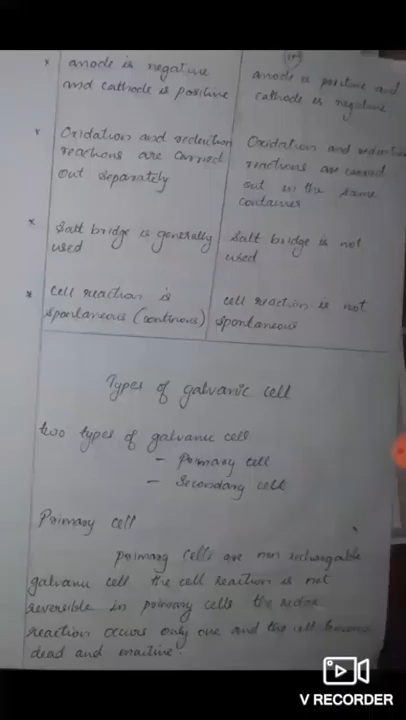 (+)
x anode is negative
and cathode is positive
anode is positive and
cathode is negative
x Oxidation and reduction
reactions are carried
out separately
Oxidation and reduction
reactions are carried
out in the same
container
* Salt bridge is generally
used
Salt bridge is not
used
* cell reaction is
spontaneous (continous)
cell reaction is not
spontaneous
Types of galvanic cell
two types of galvanic cell
- Primary cell
- Secondary cell
Primary cell
primary cells are non rechargable
galvanic cell the cell reaction is not
reversible in primary cells the redox
reaction occurs only one and the cell becomes
dead and inactive.
V RECORDER